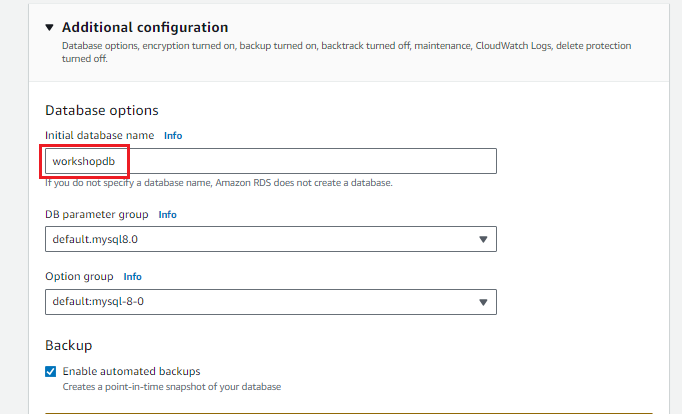 Additional configuration
Database options, encryption turned on, backup turned on, backtrack turned off, maintenance, CloudWatch Logs, delete protection
turned off.
Database options
Initial database name Info
workshopdb
If you do not specify a database name, Amazon RDS does not create a database.
DB parameter group Info
default.mysql8.0
Option group Info
default:mysql-8-0
Backup
Enable automated backups
Creates a point-in-time snapshot of your database